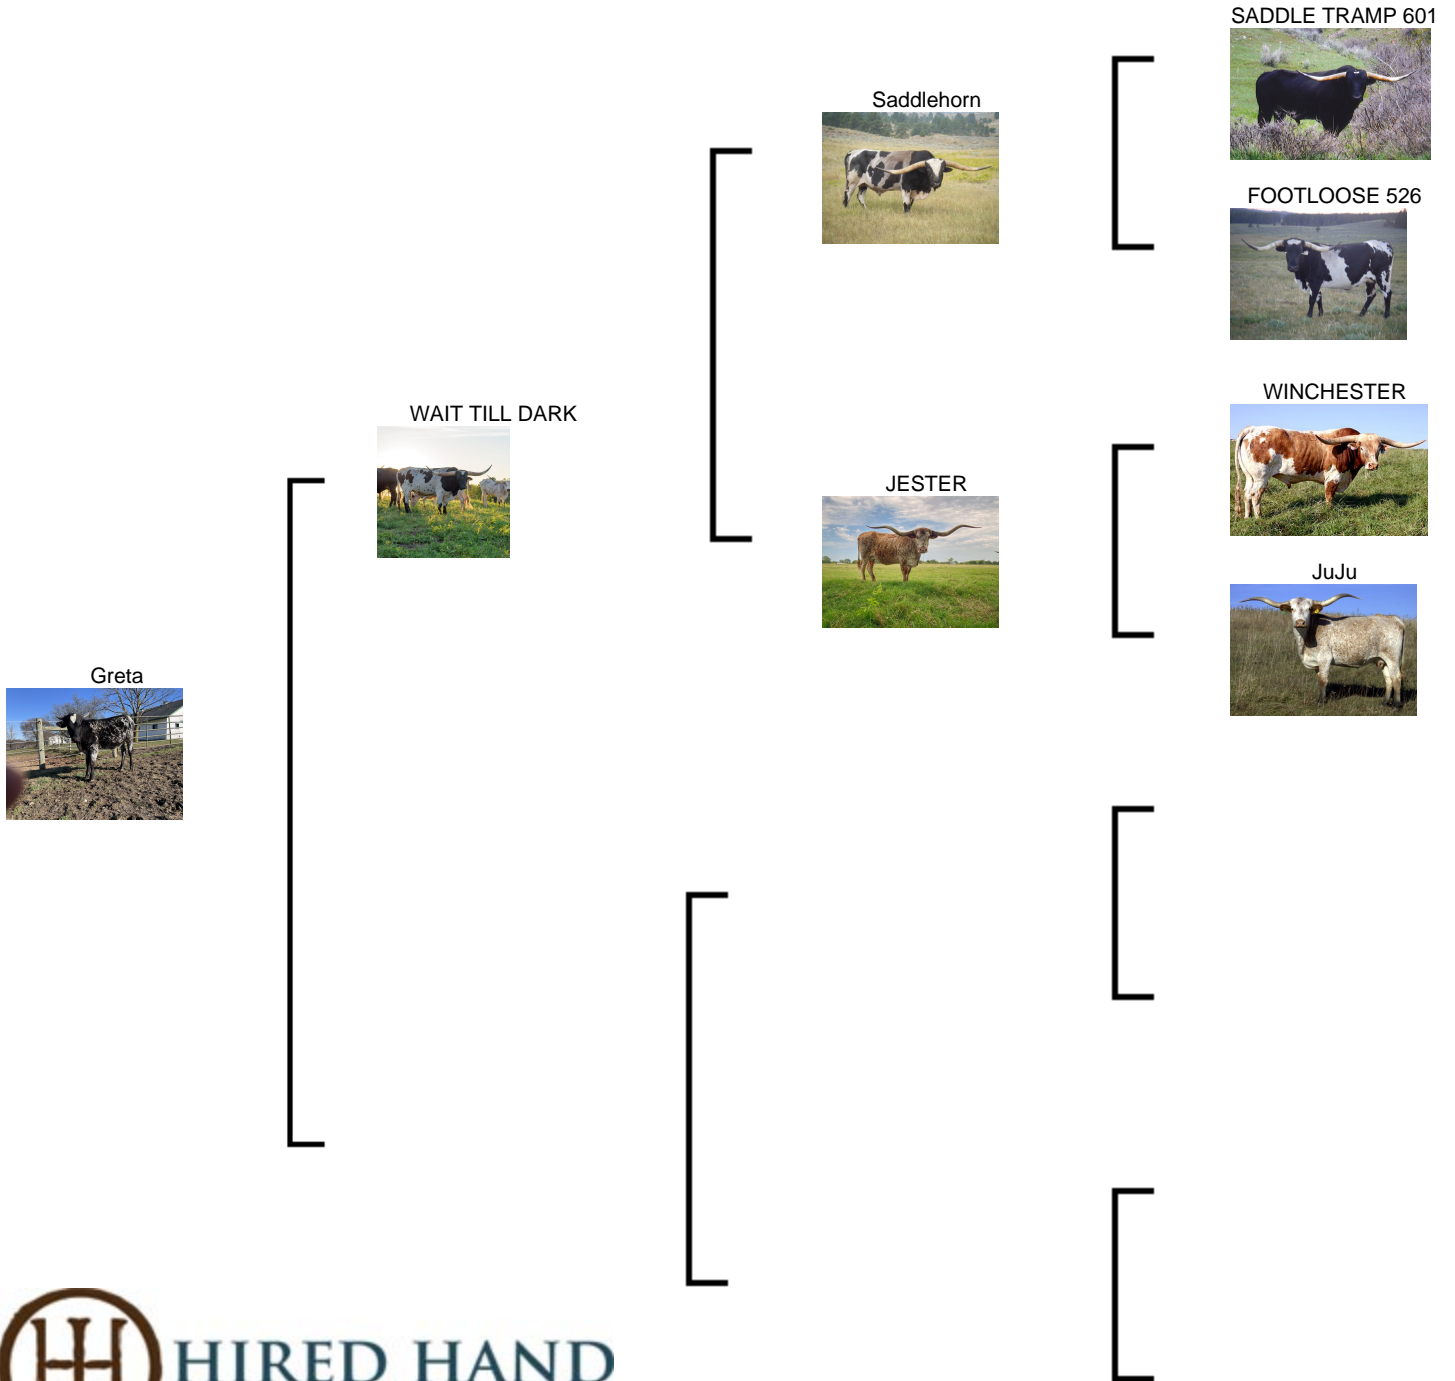 SADDLE TRAMP 601
Saddlehorn
FOOTLOOSE 526
WINCHESTER
WAIT TILL DARK
JESTER
JuJu
Greta
HIRED HAND